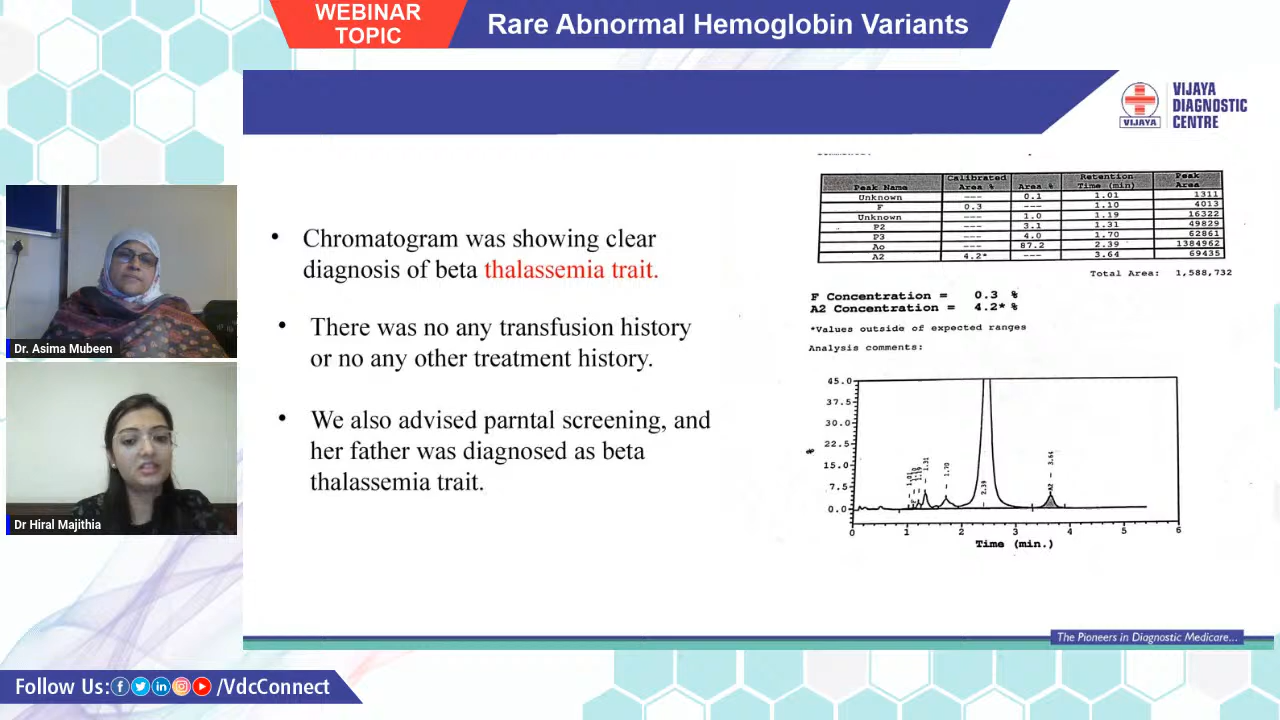 WEBINAR
TOPIC
Rare Abnormal Hemoglobin Variants
VIJAYA
VIJAYA
DIAGNOSTIC
CENTRE
Dr. Asima Mubeen
Dr Hiral Majithia
• Chromatogram was showing clear
diagnosis of beta thalassemia trait.
• There was no any transfusion history
or no any other treatment history.
• We also advised parntal screening, and
her father was diagnosed as beta
thalassemia trait.
Peak Name Calibrated Area % Area % Retention Time (min) Peak Area
Unknown --- 0.1 1.01 1311
F 0.3 --- 1.10 4013
Unknown --- 1.0 1.19 16322
P2 --- 3.1 1.31 49829
P3 --- 4.0 1.70 62861
Ao --- 87.2 2.39 1384962
A2 4.2* --- 3.64 69435
Total Area: 1,588,732
F Concentration = 0.3 %
A2 Concentration = 4.2* %
*Values outside of expected ranges
Analysis comments:
45.0
37.5
30.0
22.5
15.0
7.5
0.0
%
1.01
1.19
1.31
1.70
2.39
A2 - 3.64
0 1 2 3 4 5 6
Time (min.)
The Pioneers in Diagnostic Medicare...
Follow Us: /VdcConnect